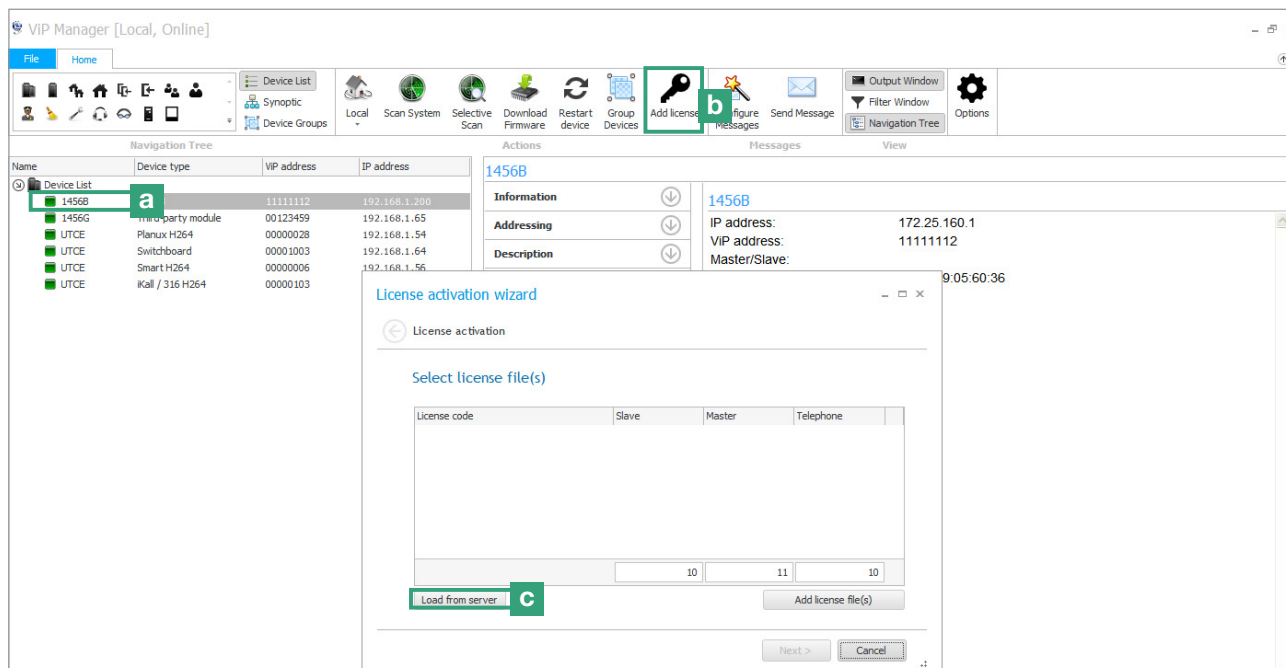 ViP Manager [Local, Online]
File Home
Device List
Synoptic
Device Groups
Local
Scan System
Selective Scan
Download Firmware
Restart device
Group Devices
Add license
b
figure Messages
Send Message
Output Window
Filter Window
Navigation Tree
Options
Navigation Tree Actions Messages View
Name Device type ViP address IP address
Device List
1456B a 11111112 192.168.1.200
1456G Third-party module 00123459 192.168.1.65
UTCE Planux H264 00000028 192.168.1.54
UTCE Switchboard 00001003 192.168.1.64
UTCE Smart H264 00000006 192.168.1.56
UTCE iKall / 316 H264 00000103
1456B
Information
Addressing
Description
1456B
IP address: 172.25.160.1
ViP address: 11111112
Master/Slave:
9:05:60:36
License activation wizard
License activation
Select license file(s)
License code Slave Master Telephone
10 11 10
Load from server c Add license file(s)
Next > Cancel